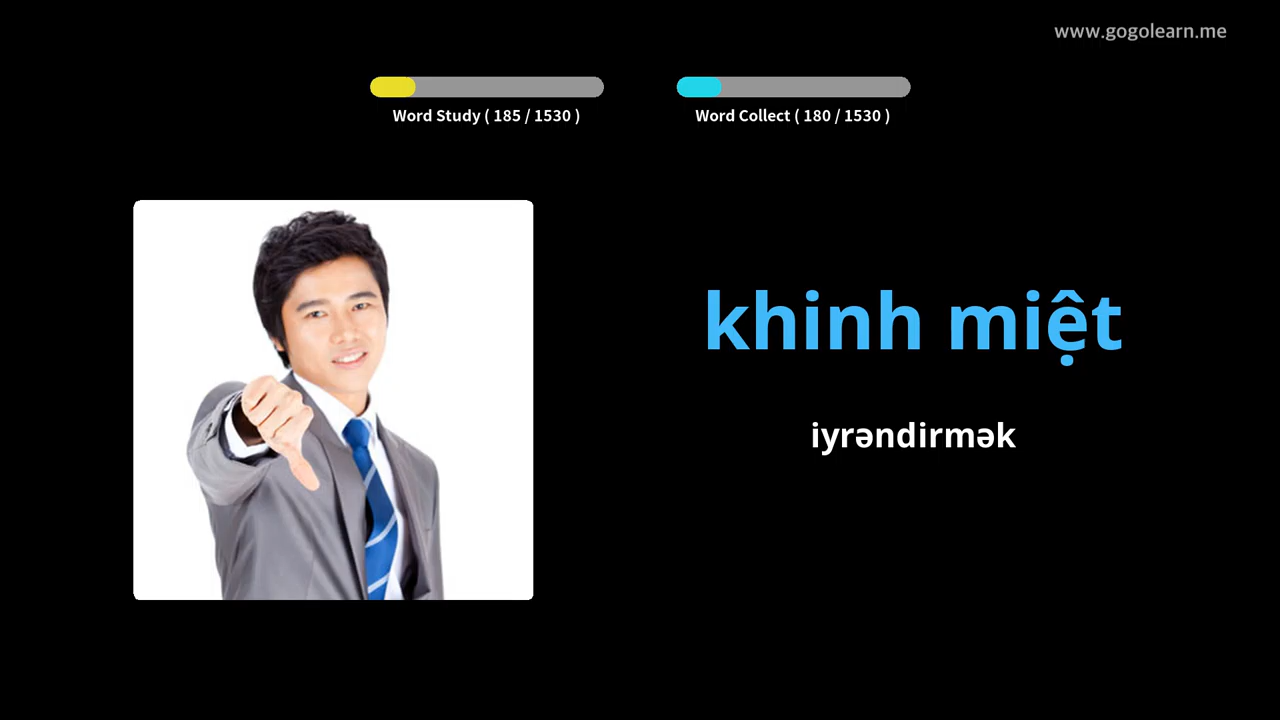 www.gogolearn.me
Word Study ( 185 / 1530 )
Word Collect ( 180 / 1530 )
khinh miệt
iyrəndirmək